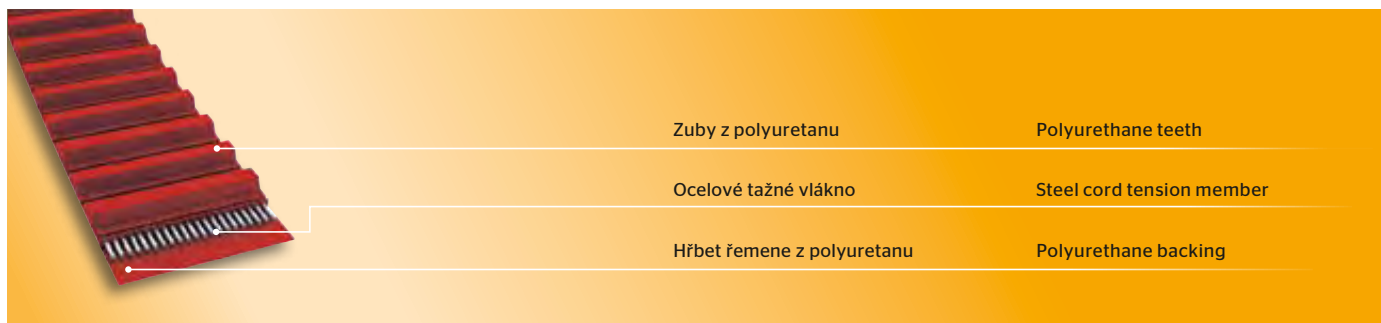 Zuby z polyuretanu Polyurethane teeth
Ocelové tažné vlákno Steel cord tension member
Hřbet řemene z polyuretanu Polyurethane backing